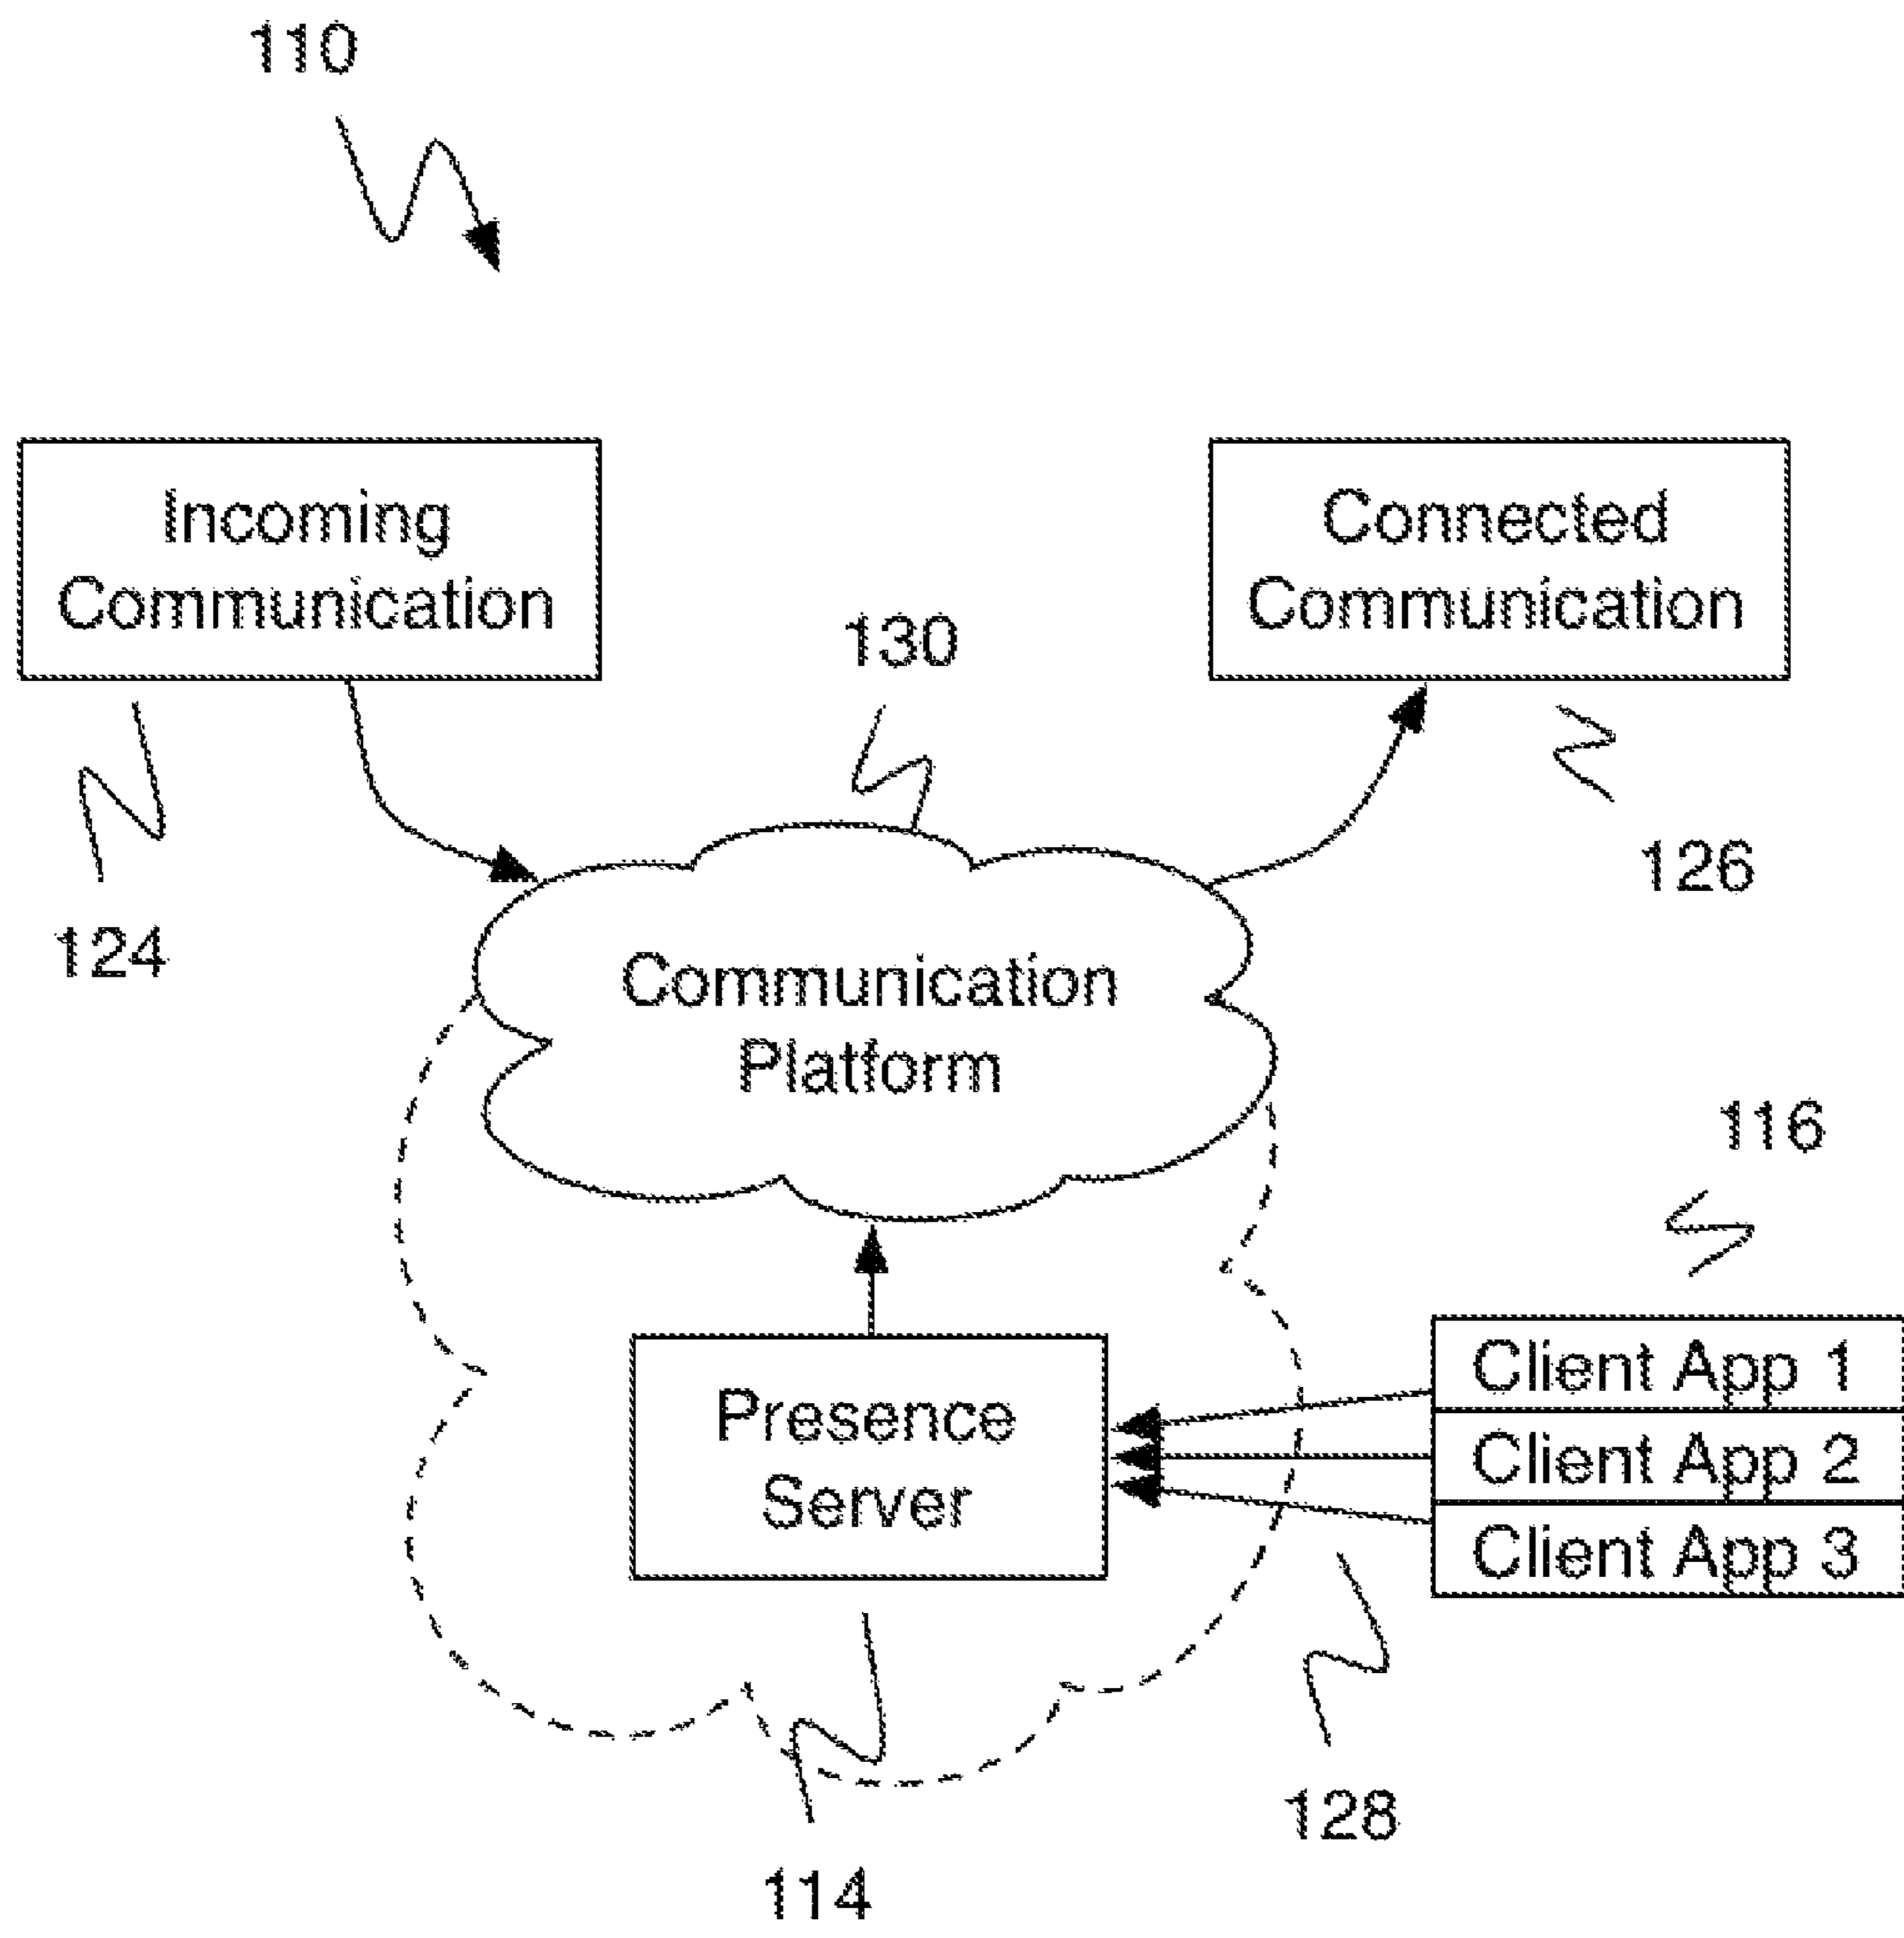 110
Incoming
Communication
Connected
Communication
130
126
124
Communication
Platform
116
Client App 1
Presence
Server
Client App 2
Client App 3
128
114